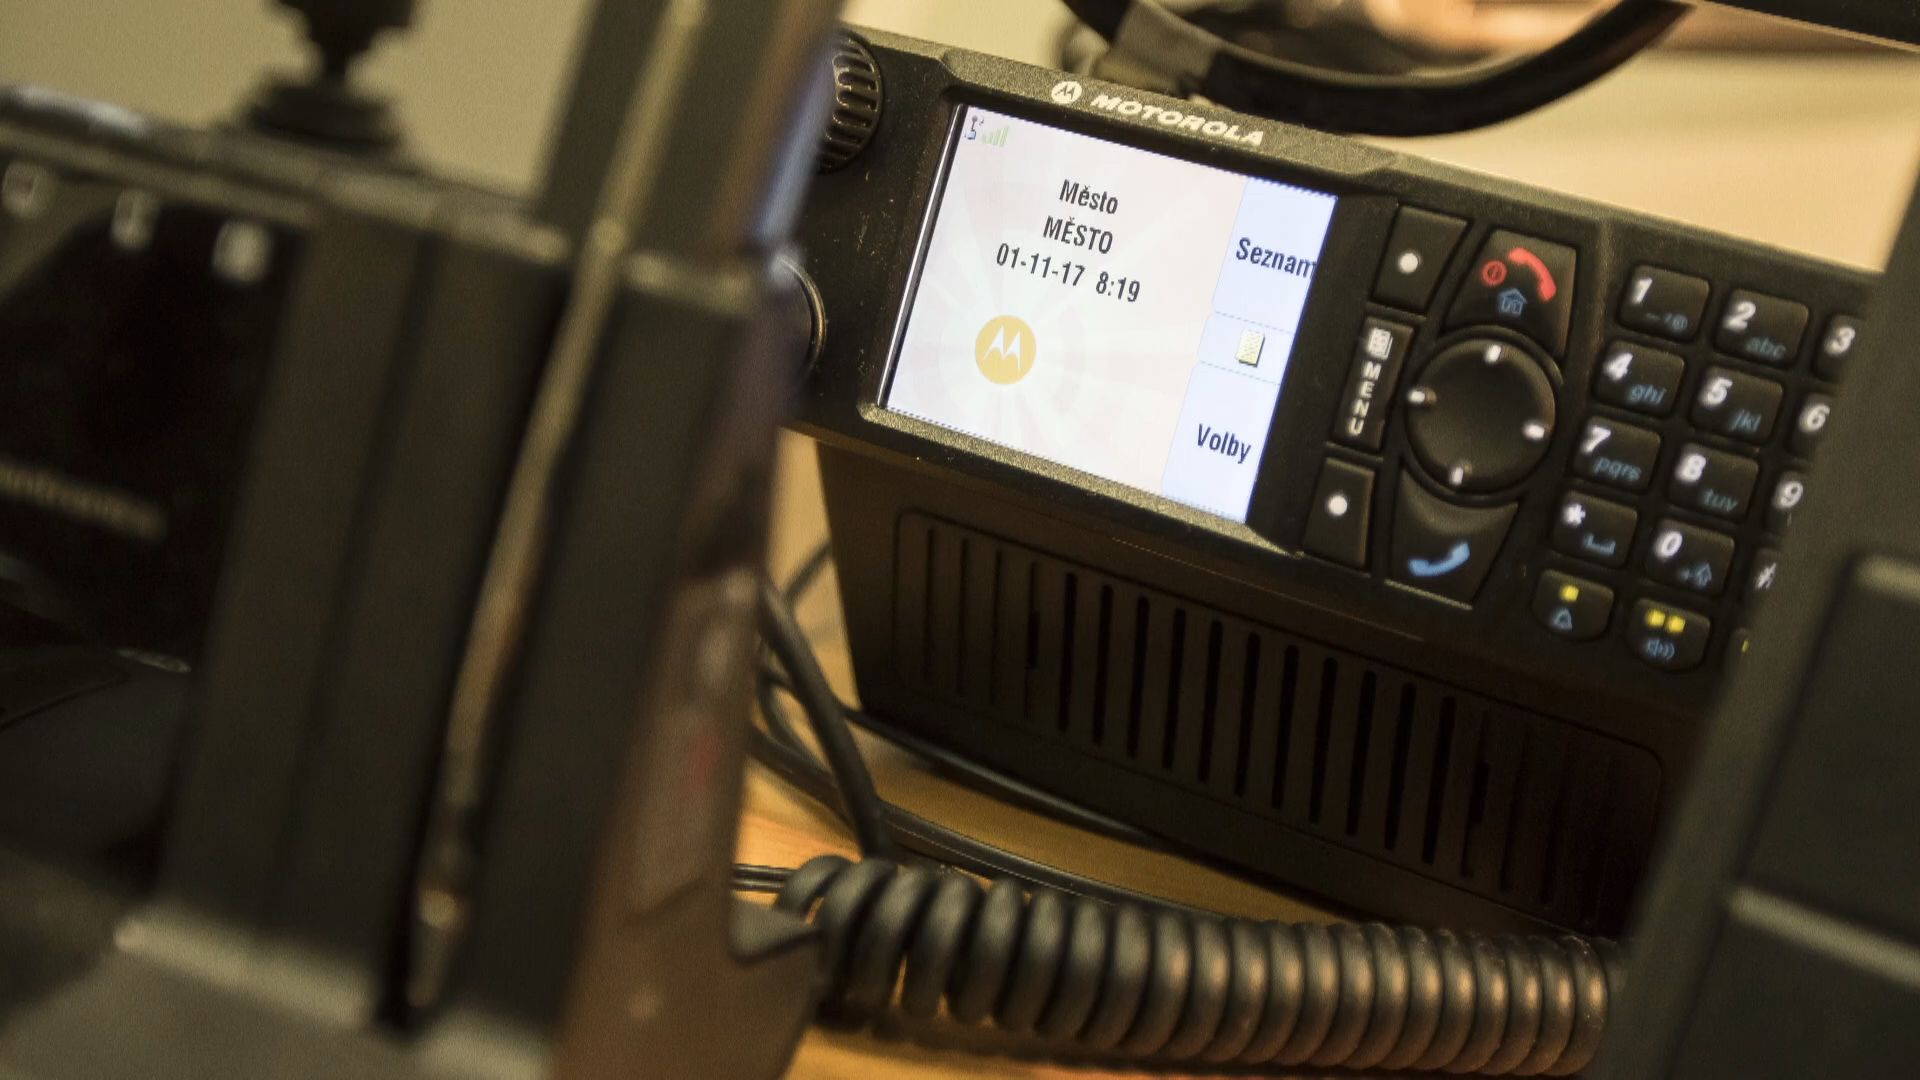 MOTOROLA
Město
MĚSTO
01-11-17 8:19
Seznam
Volby
MENU
1
2 abc
3
4 ghi
5 jkl
6
7 pqrs
8 tuv
9
*
0 +
#